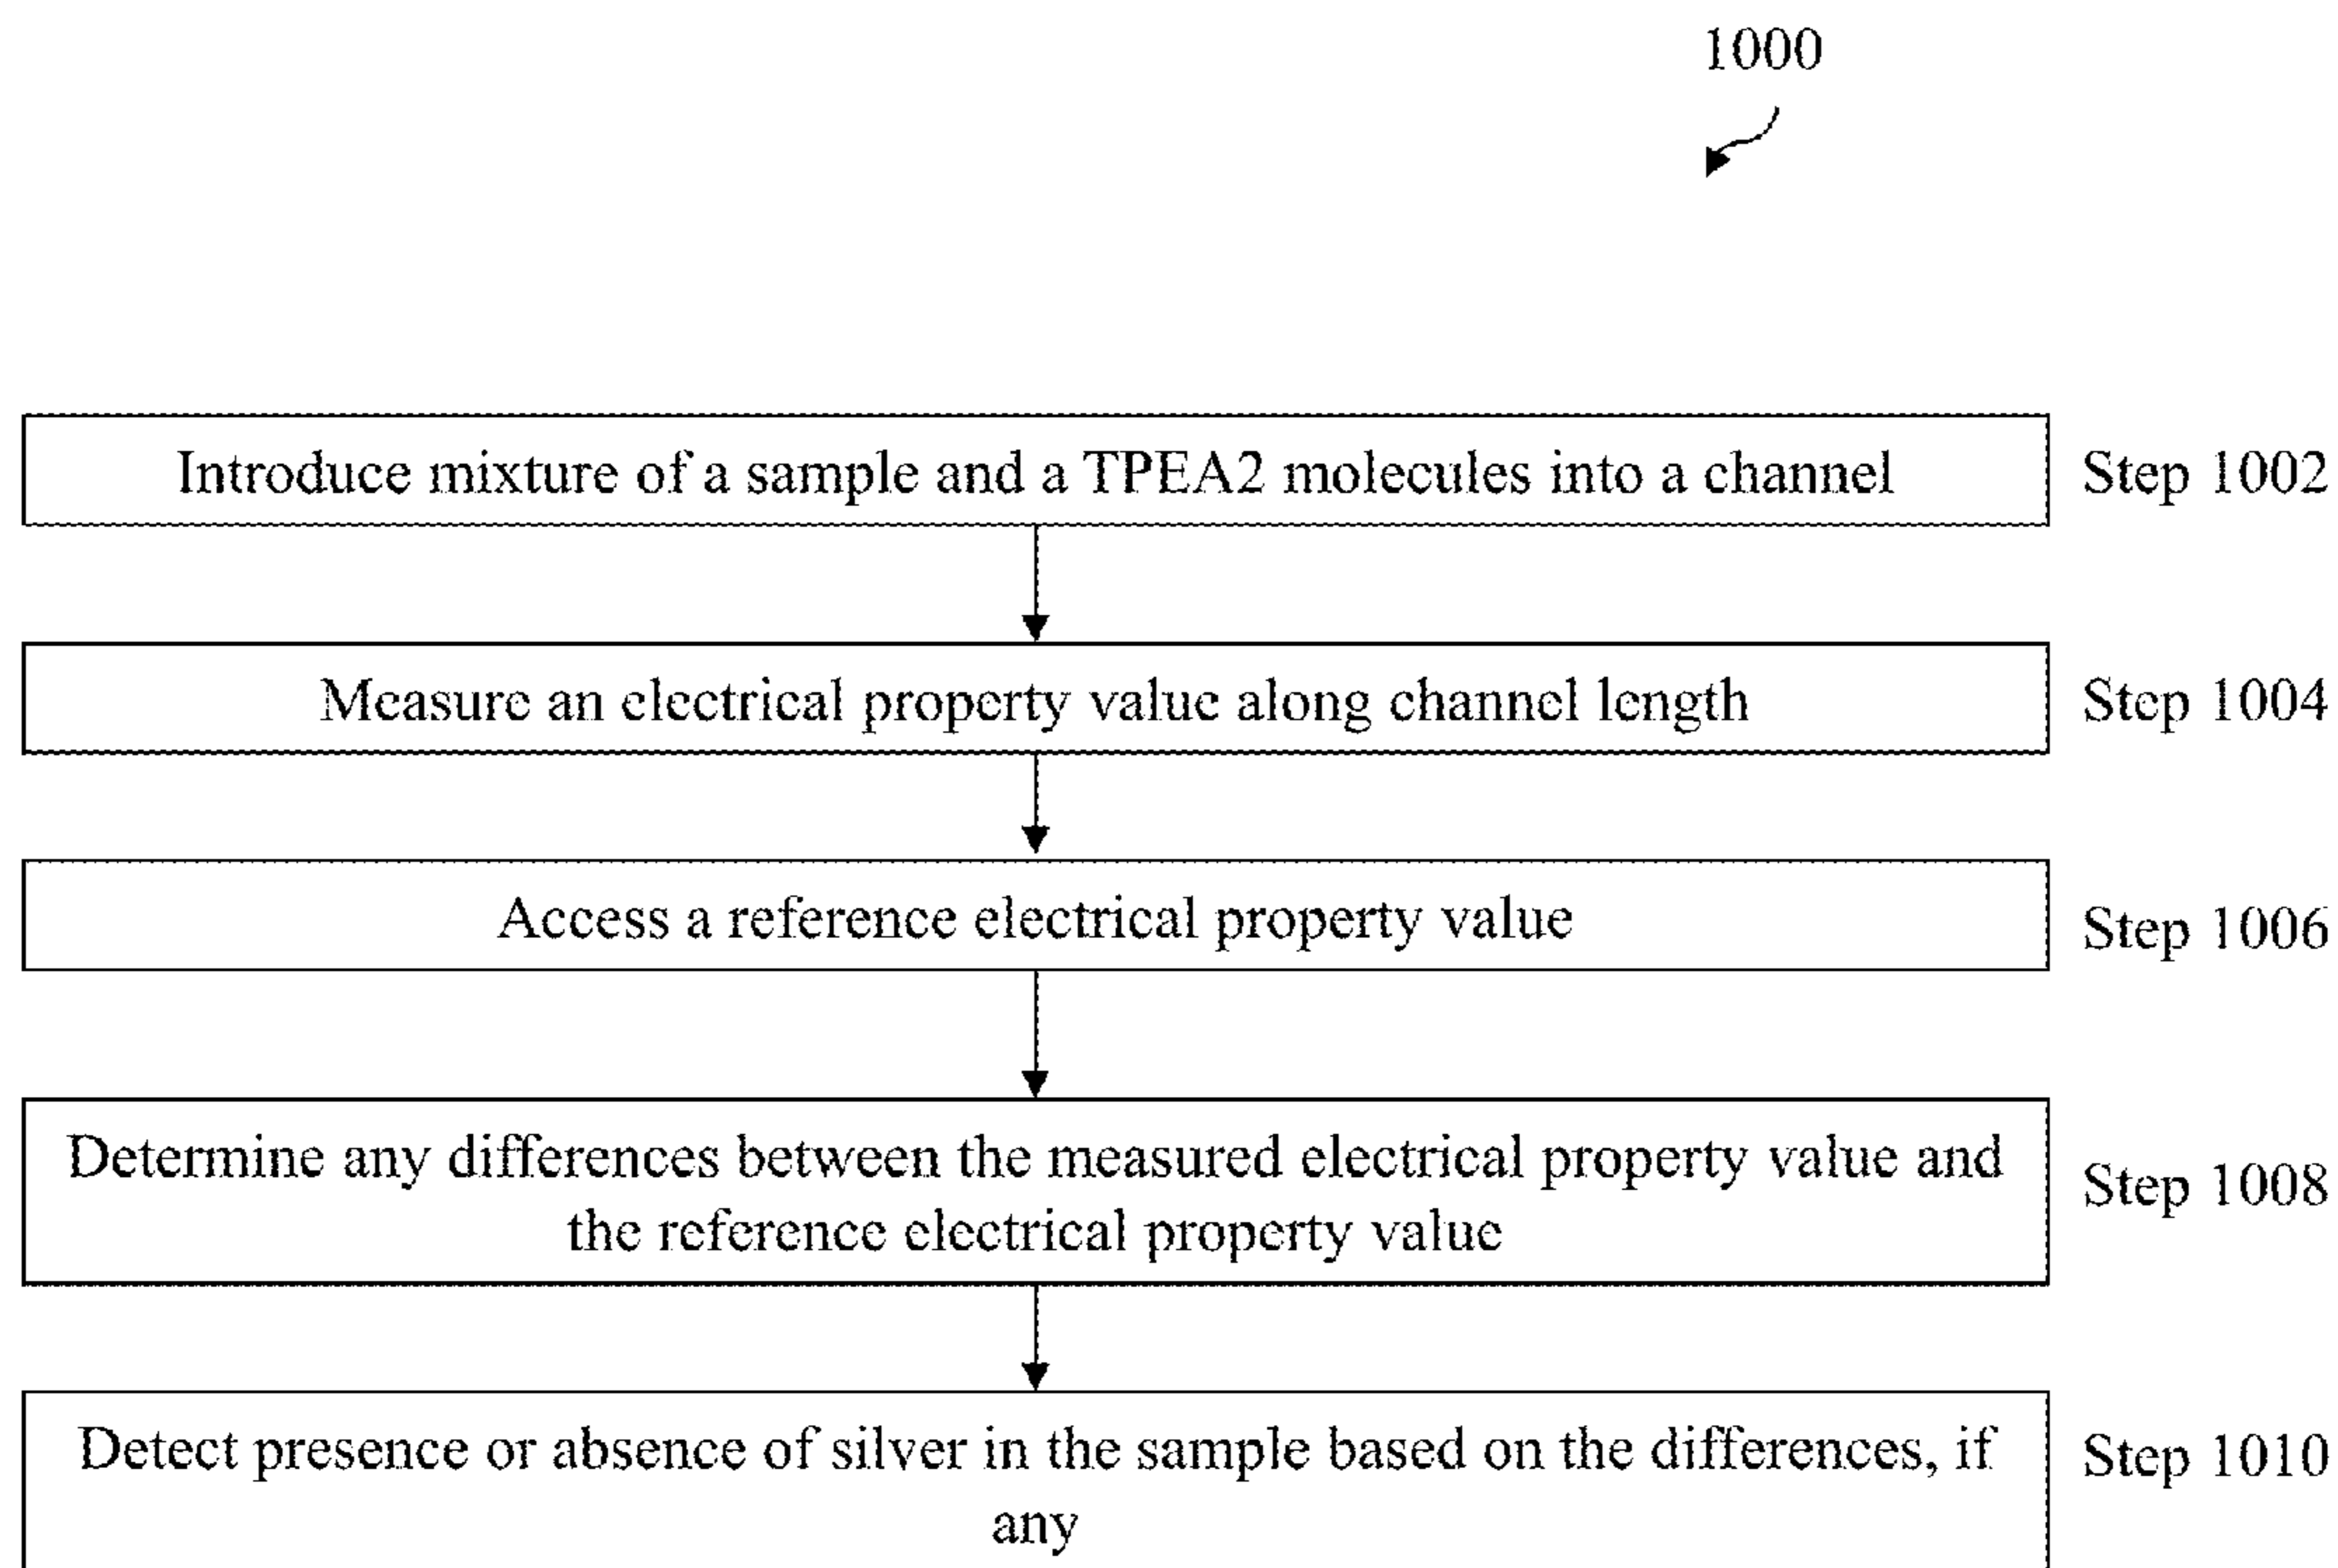 1000
Introduce mixture of a sample and a TPEA2 molecules into a channel
Step 1002
Measure an electrical property value along channel length
Step 1004
Access a reference electrical property value
Step 1006
Determine any differences between the measured electrical property value and
the reference electrical property value
Step 1008
Detect presence or absence of silver in the sample based on the differences, if
any
Step 1010